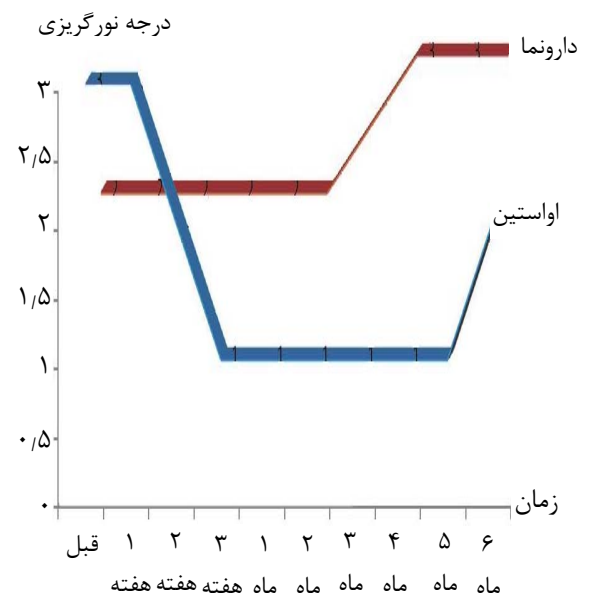 درجه نورگریزی
دارونما
۳
۲/۵
۲
اواستین
۱/۵
۱
۰/۵
۰
زمان
قبل ۱ ۲ ۳ ۱ ۲ ۳ ۴ ۵ ۶
هفته هفته هفته ماه ماه ماه ماه ماه ماه